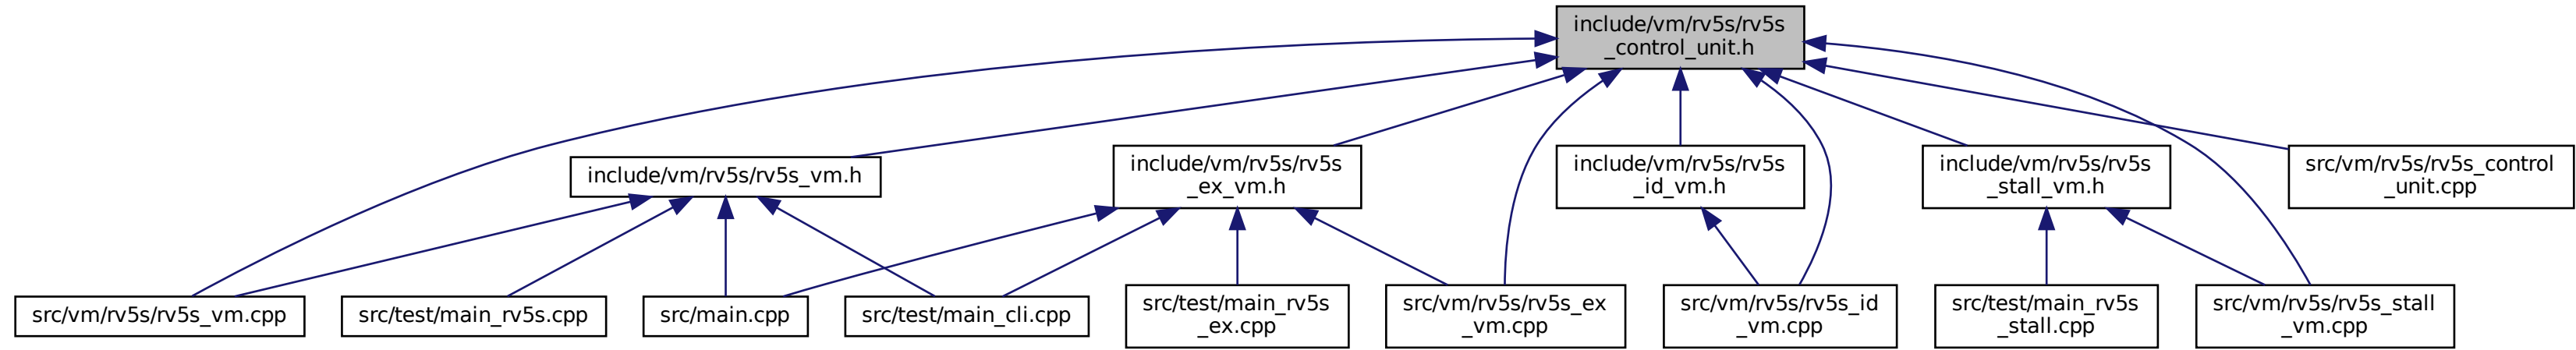 include/vm/rv5s/rv5s
_control_unit.h
include/vm/rv5s/rv5s_vm.h
include/vm/rv5s/rv5s
_ex_vm.h
include/vm/rv5s/rv5s
_id_vm.h
include/vm/rv5s/rv5s
_stall_vm.h
src/vm/rv5s/rv5s_control
_unit.cpp
src/vm/rv5s/rv5s_vm.cpp
src/test/main_rv5s.cpp
src/main.cpp
src/test/main_cli.cpp
src/test/main_rv5s
_ex.cpp
src/vm/rv5s/rv5s_ex
_vm.cpp
src/vm/rv5s/rv5s_id
_vm.cpp
src/test/main_rv5s
_stall.cpp
src/vm/rv5s/rv5s_stall
_vm.cpp